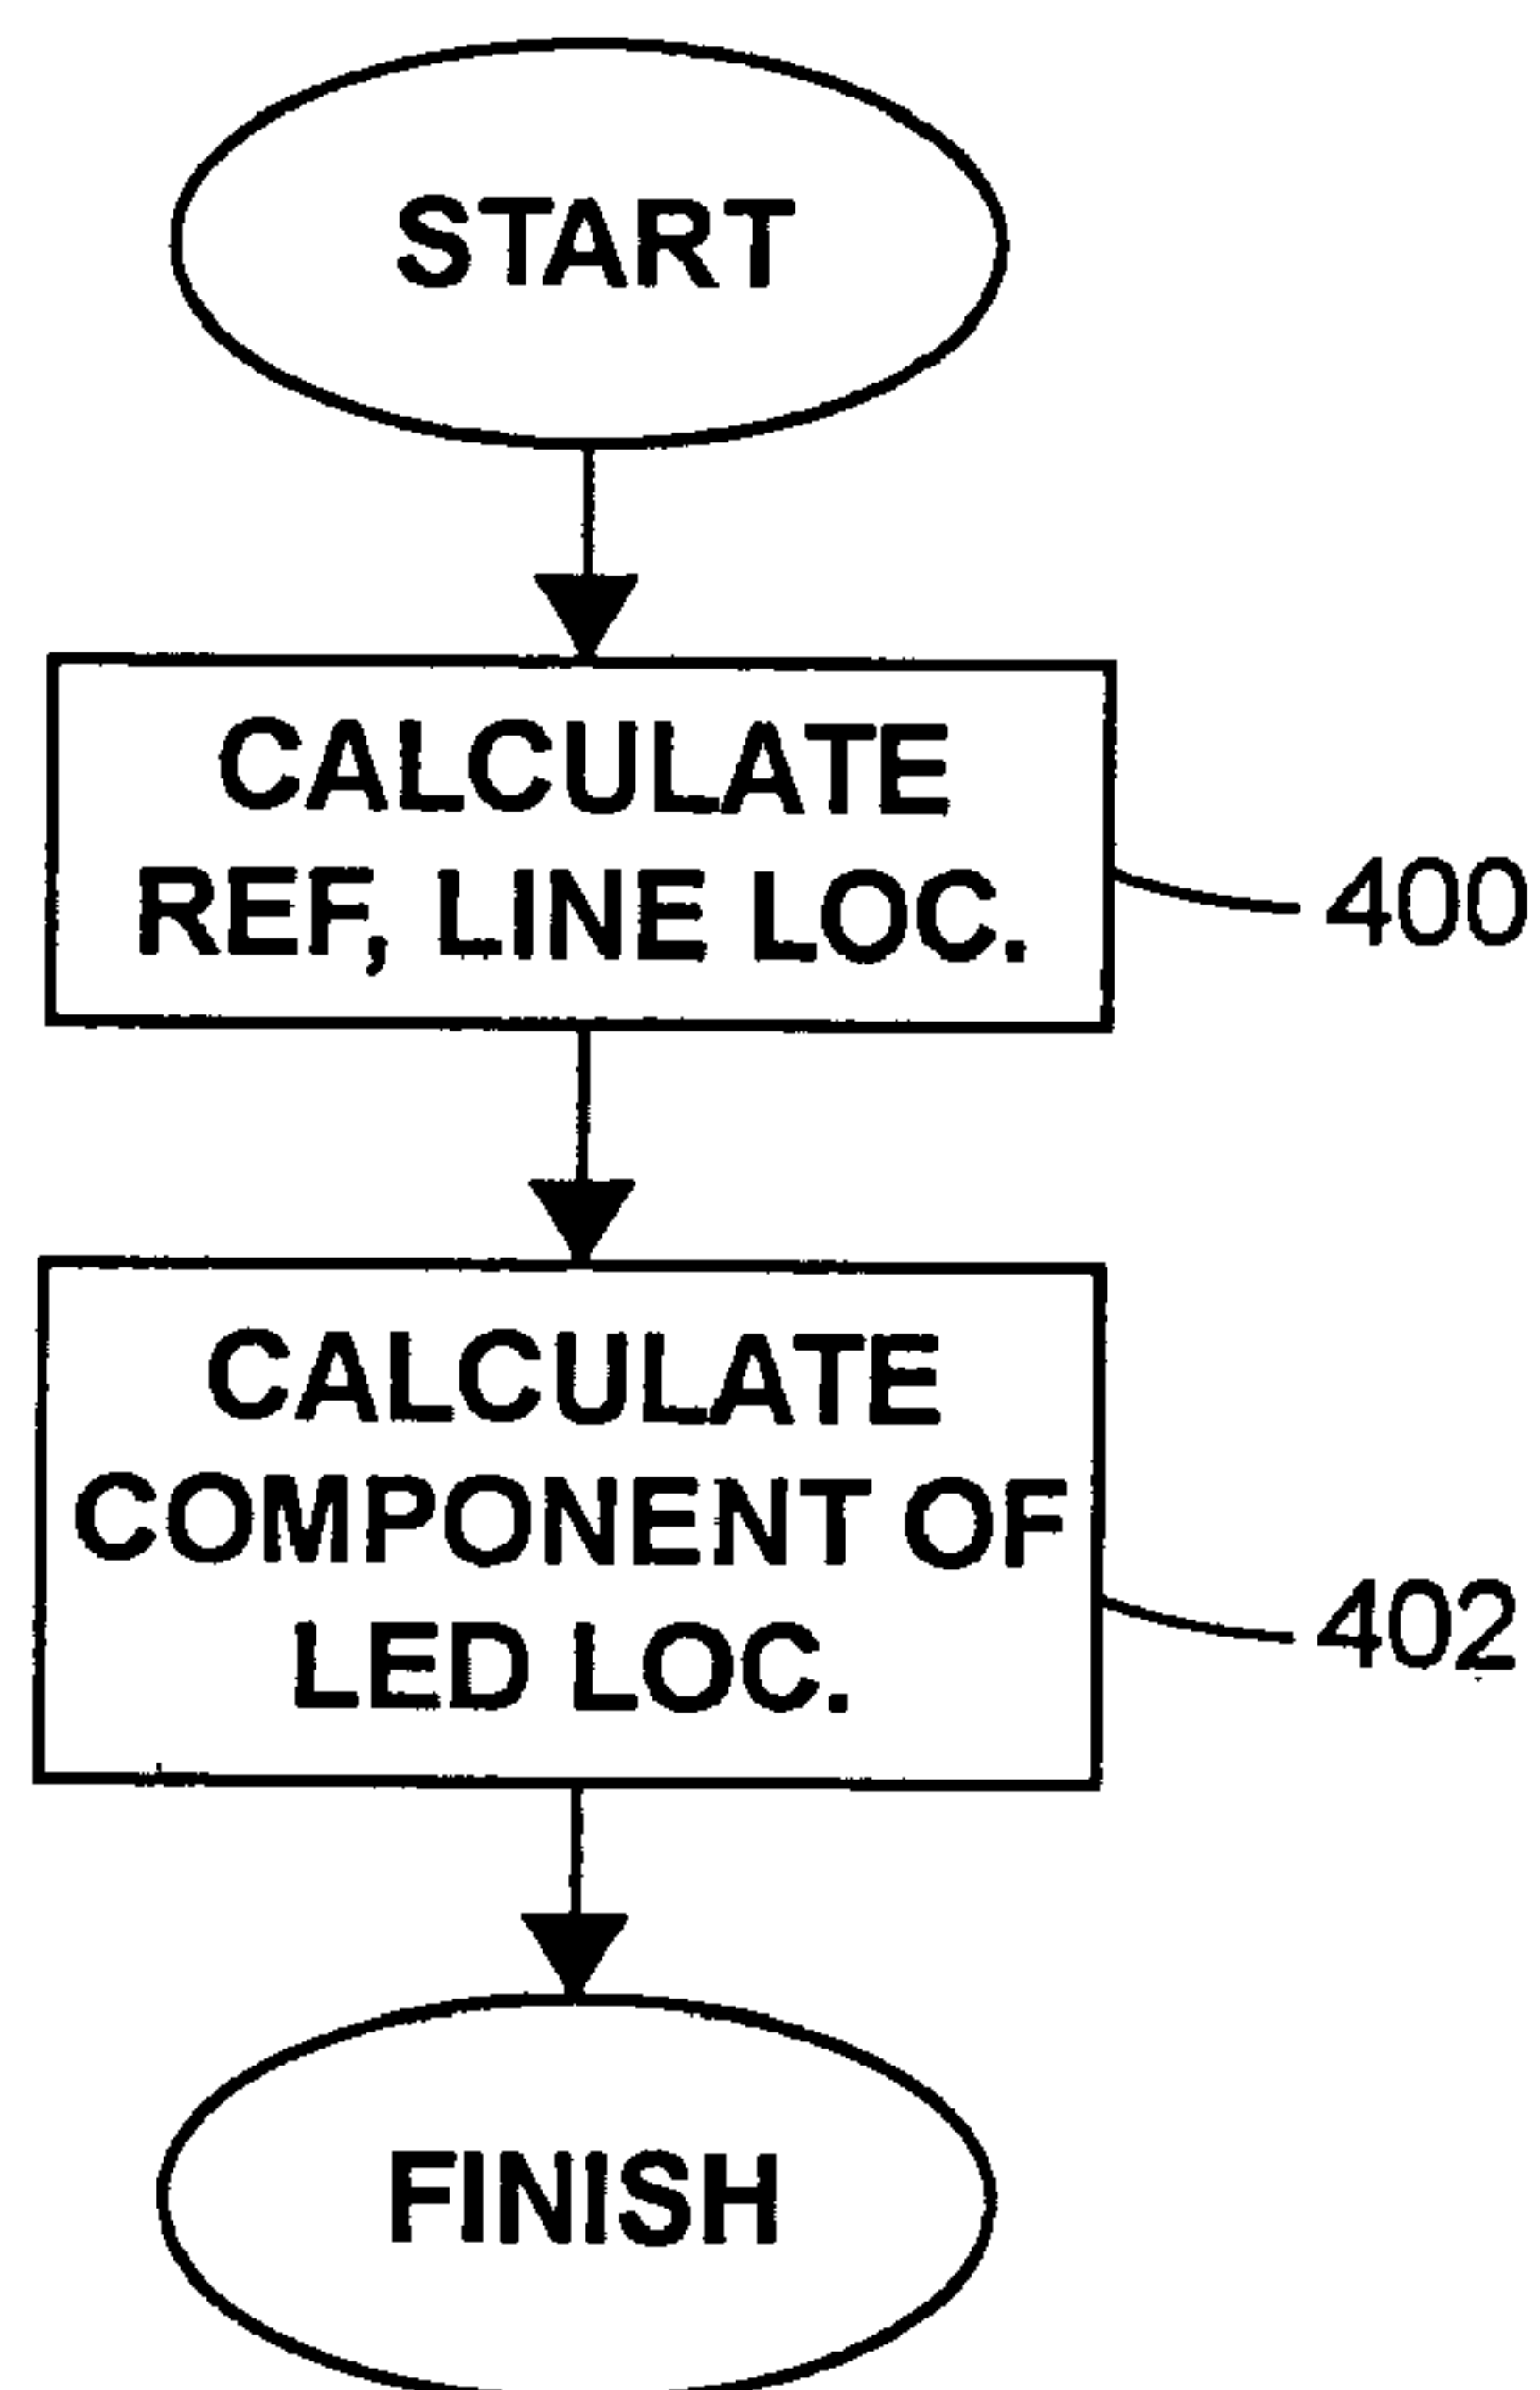 START
CALCULATE
REF, LINE LOC.
400
CALCULATE
COMPONENT OF
LED LOC.
402
FINISH